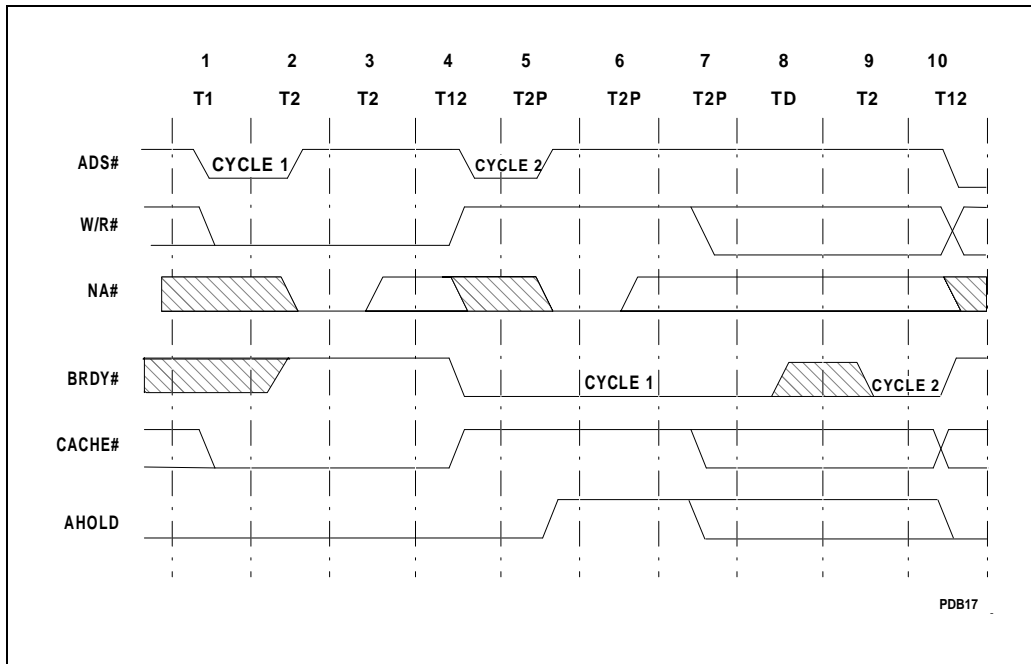 1 2 3 4 5 6 7 8 9 10
T1 T2 T2 T12 T2P T2P T2P TD T2 T12
ADS# CYCLE 1 CYCLE 2
W/R#
NA#
BRDY# CYCLE 1 CYCLE 2
CACHE#
AHOLD
PDB17